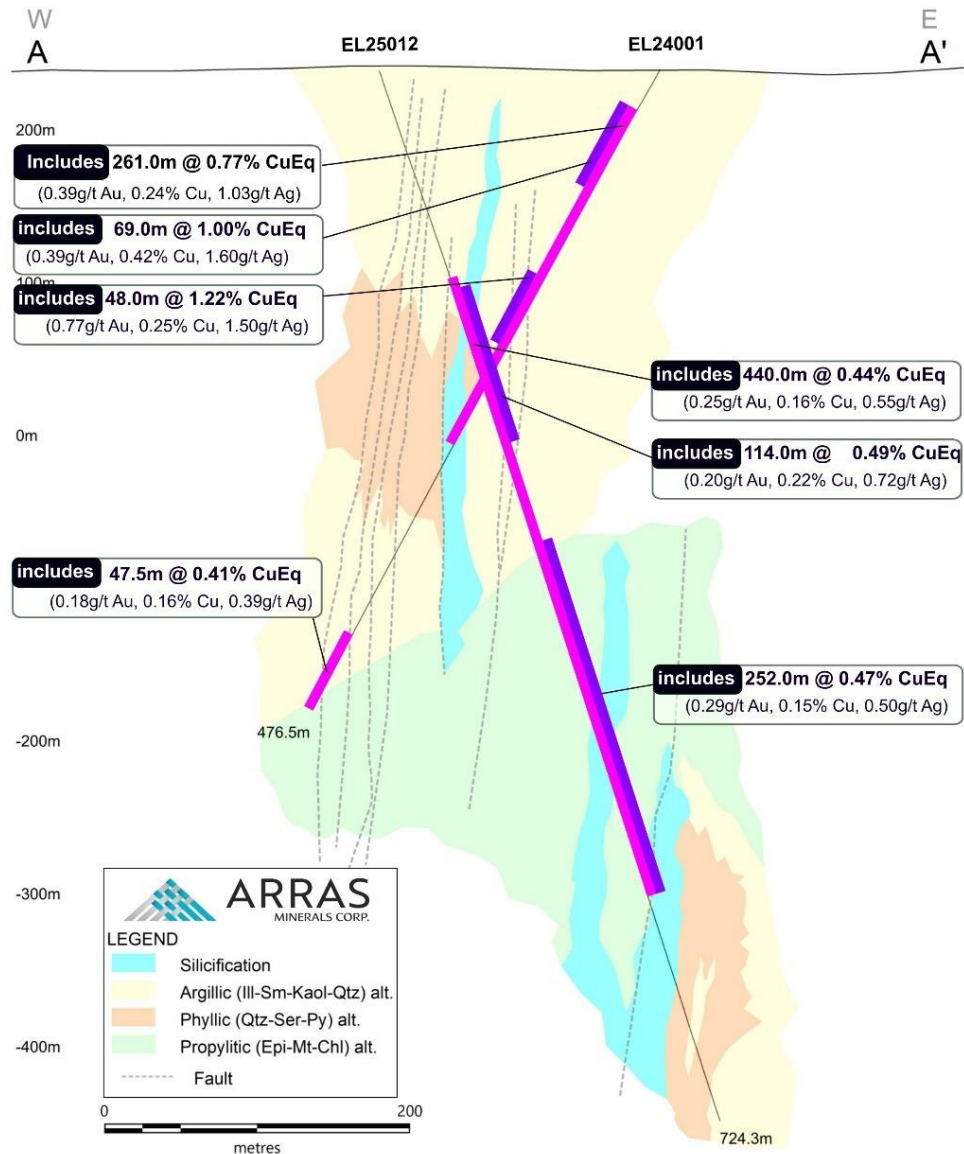 W
E
A
EL25012
EL24001
A'
200m
Includes 261.0m @ 0.77% CuEq
(0.39g/t Au, 0.24% Cu, 1.03g/t Ag)
includes 69.0m @ 1.00% CuEq
(0.39g/t Au, 0.42% Cu, 1.60g/t Ag)
100m
includes 48.0m @ 1.22% CuEq
(0.77g/t Au, 0.25% Cu, 1.50g/t Ag)
includes 440.0m @ 0.44% CuEq
(0.25g/t Au, 0.16% Cu, 0.55g/t Ag)
0m
includes 114.0m @ 0.49% CuEq
(0.20g/t Au, 0.22% Cu, 0.72g/t Ag)
includes 47.5m @ 0.41% CuEq
(0.18g/t Au, 0.16% Cu, 0.39g/t Ag)
includes 252.0m @ 0.47% CuEq
(0.29g/t Au, 0.15% Cu, 0.50g/t Ag)
476.5m
-200m
-300m
ARRAS
MINERALS CORP.
LEGEND
Silicification
Argillic (Ill-Sm-Kaol-Qtz) alt.
Phyllic (Qtz-Ser-Py) alt.
Propylitic (Epi-Mt-Chl) alt.
Fault
-400m
0
200
metres
724.3m